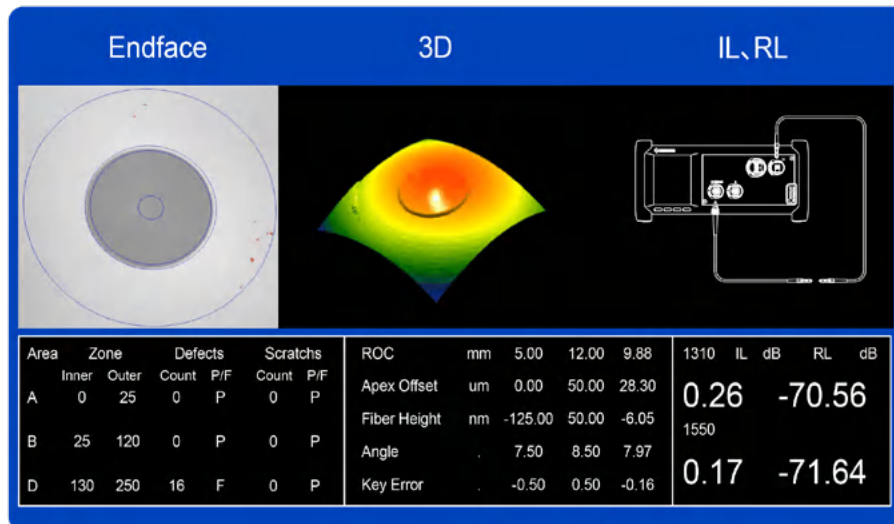 Endface
3D
IL、RL
Area Zone Defects Scratchs
Inner Outer Count P/F Count P/F
A 0 25 0 P 0 P
B 25 120 0 P 0 P
D 130 250 16 F 0 P
ROC mm 5.00 12.00 9.88
Apex Offset um 0.00 50.00 28.30
Fiber Height nm -125.00 50.00 -6.05
Angle . 7.50 8.50 7.97
Key Error . -0.50 0.50 -0.16
1310 IL dB RL dB
0.26 -70.56
1550
0.17 -71.64